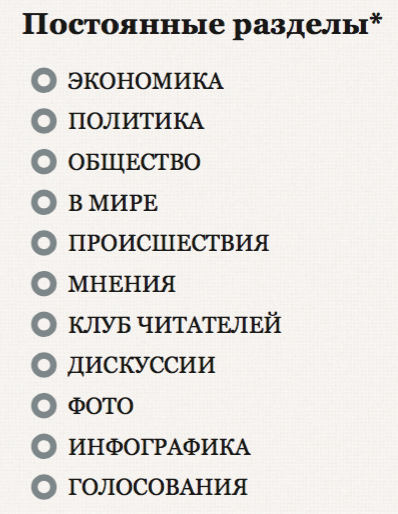 Постоянные разделы*
ЭКОНОМИКА
ПОЛИТИКА
ОБЩЕСТВО
В МИРЕ
ПРОИСШЕСТВИЯ
МНЕНИЯ
КЛУБ ЧИТАТЕЛЕЙ
ДИСКУССИИ
ФОТО
ИНФОГРАФИКА
ГОЛОСОВАНИЯ